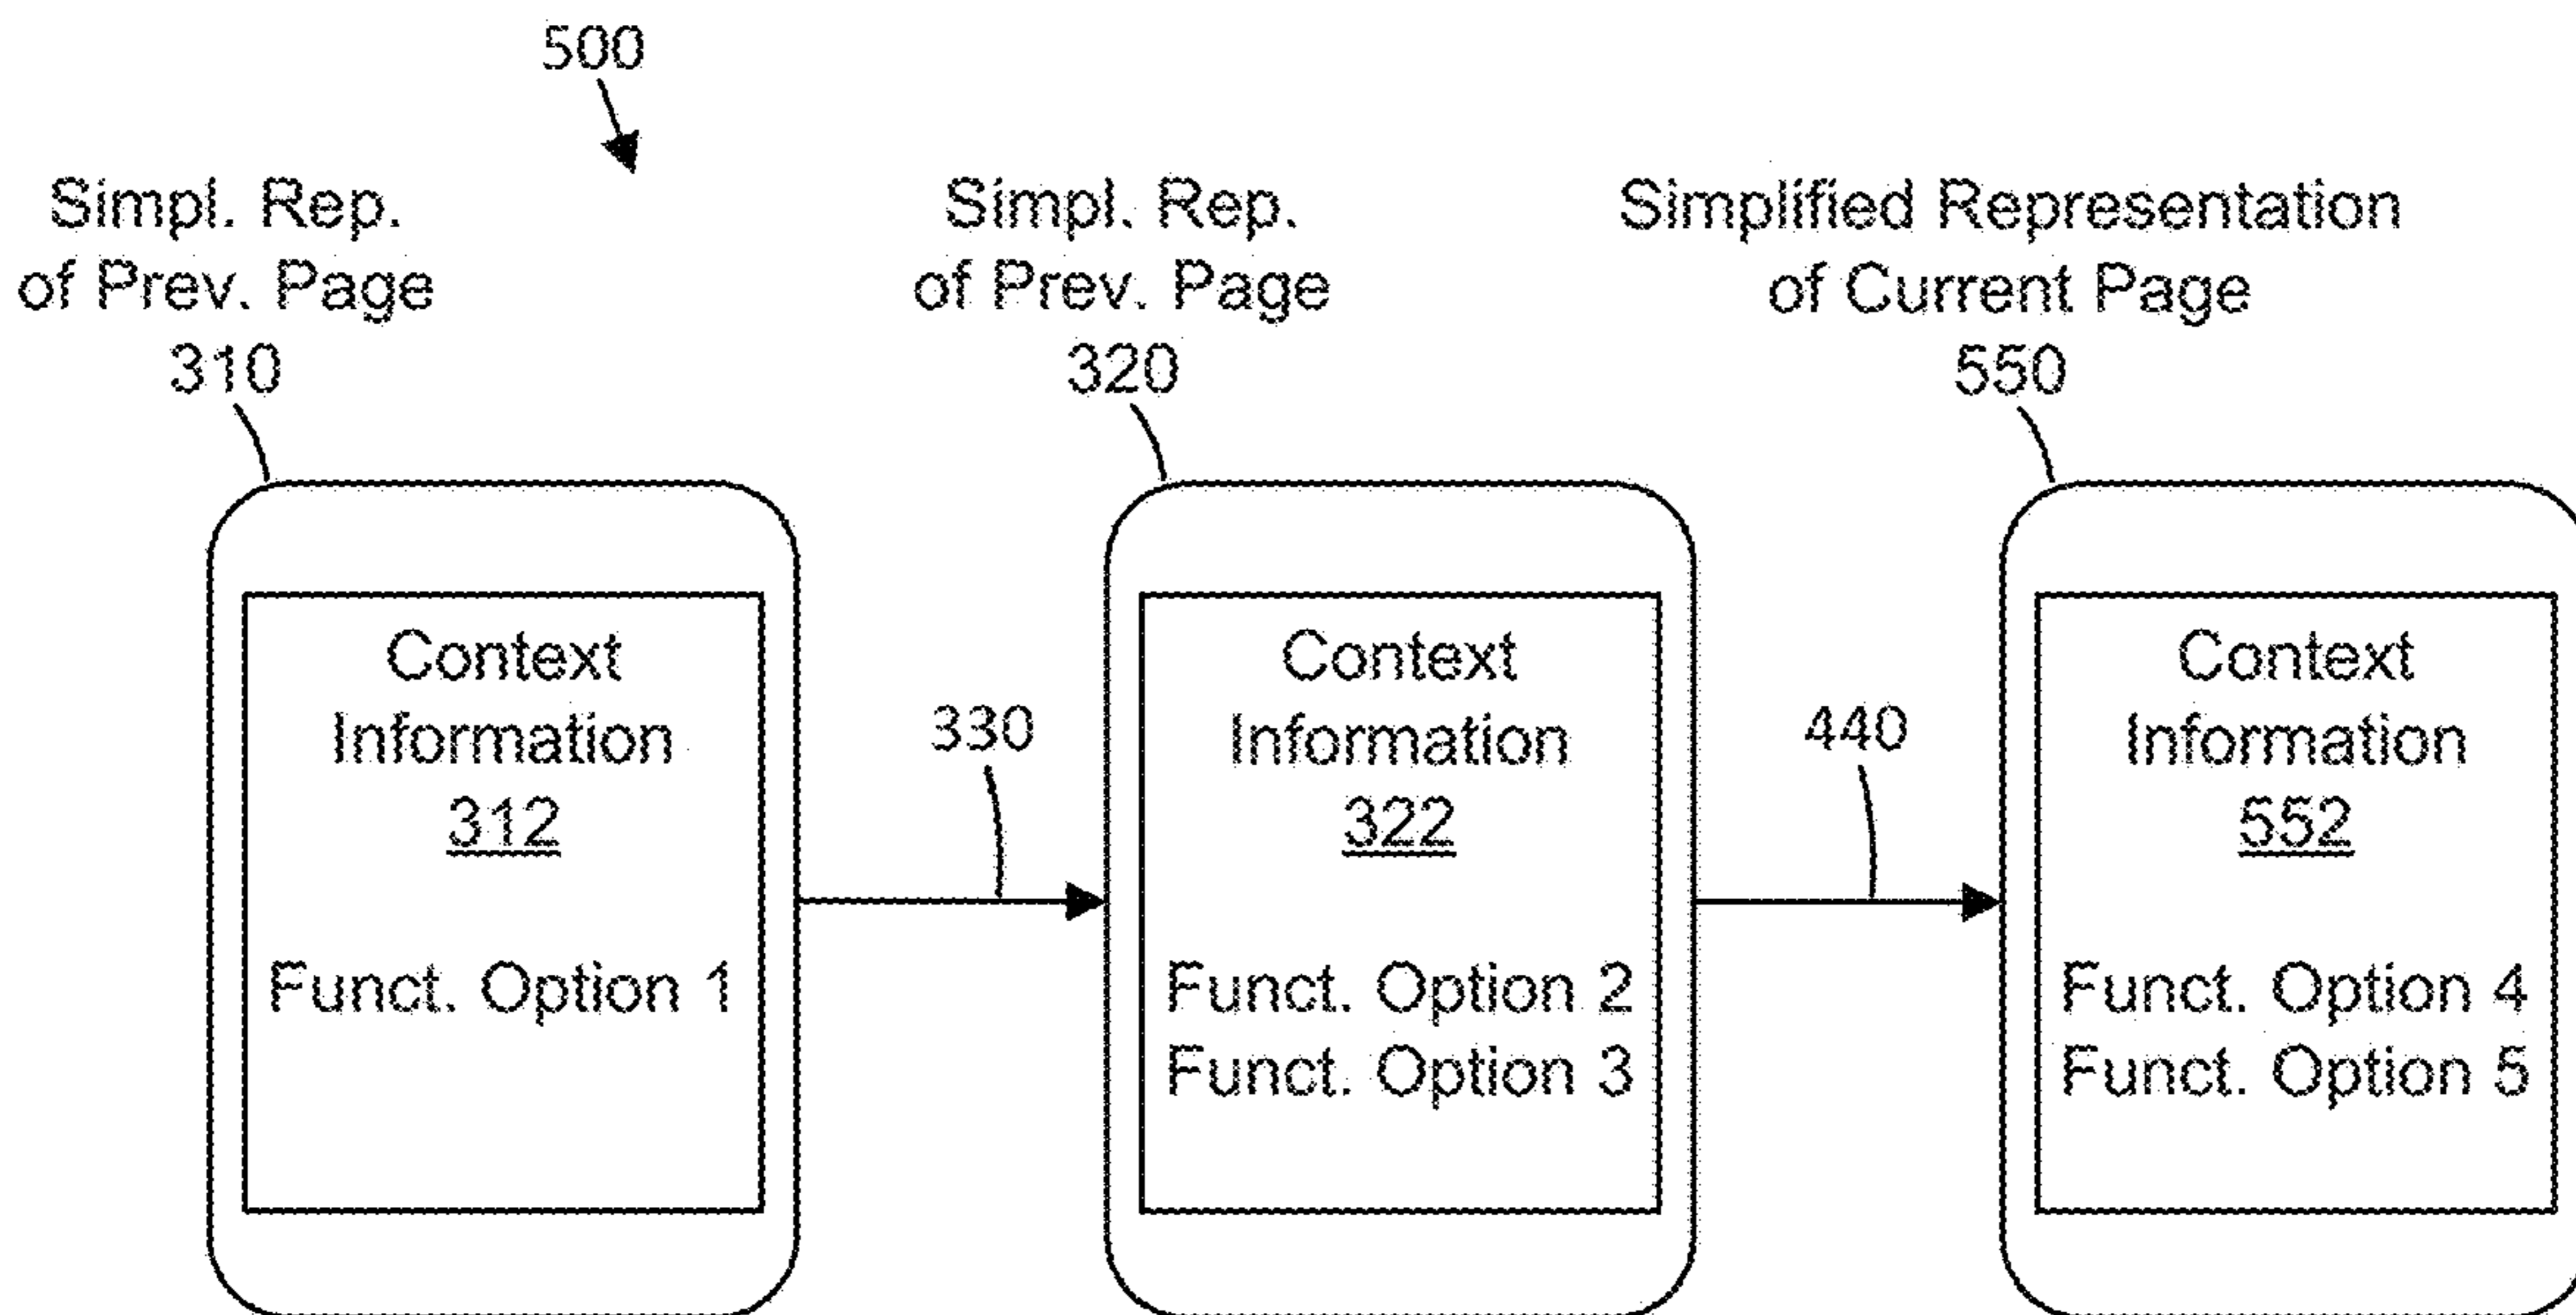 500
Simpl. Rep.
of Prev. Page
310
Simpl. Rep.
of Prev. Page
320
Simplified Representation
of Current Page
550
Context
Information
312
Funct. Option 1
330
Context
Information
322
Funct. Option 2
Funct. Option 3
440
Context
Information
552
Funct. Option 4
Funct. Option 5